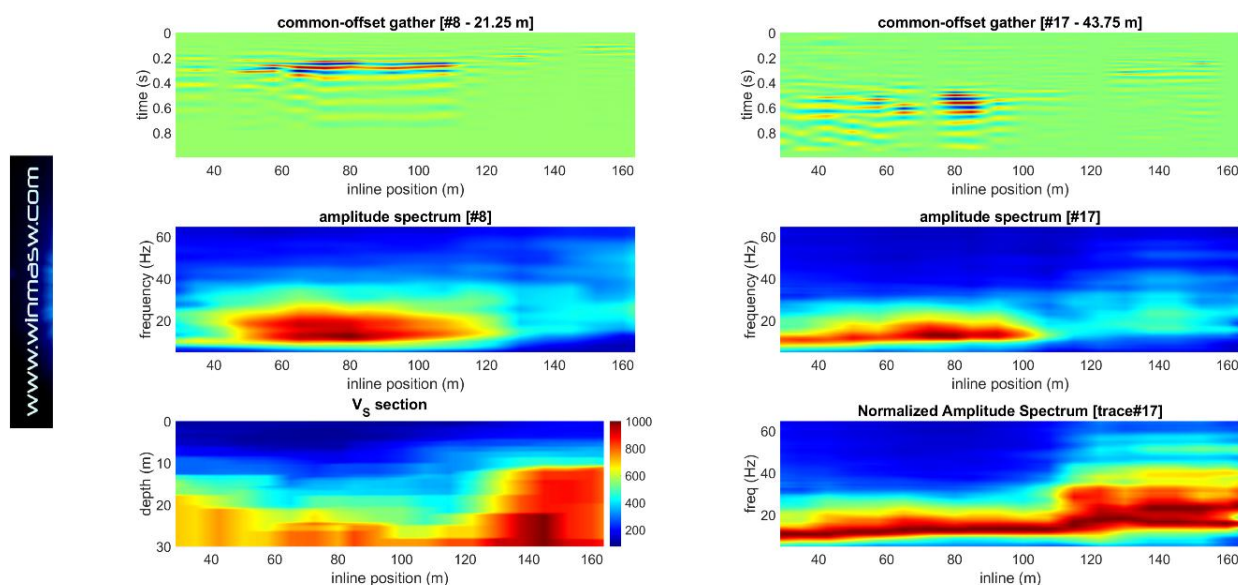 www.winmasw.com
common-offset gather [#8 - 21.25 m]
0
0.2
0.4
0.6
0.8
time (s)
40 60 80 100 120 140 160
inline position (m)
common-offset gather [#17 - 43.75 m]
0
0.2
0.4
0.6
0.8
time (s)
40 60 80 100 120 140 160
inline position (m)
amplitude spectrum [#8]
60
40
20
frequency (Hz)
40 60 80 100 120 140 160
inline position (m)
amplitude spectrum [#17]
60
40
20
frequency (Hz)
40 60 80 100 120 140 160
inline position (m)
VS section
0
10
20
30
depth (m)
40 60 80 100 120 140 160
inline position (m)
1000
800
600
400
200
Normalized Amplitude Spectrum [trace#17]
60
40
20
freq (Hz)
40 60 80 100 120 140 160
inline position (m)